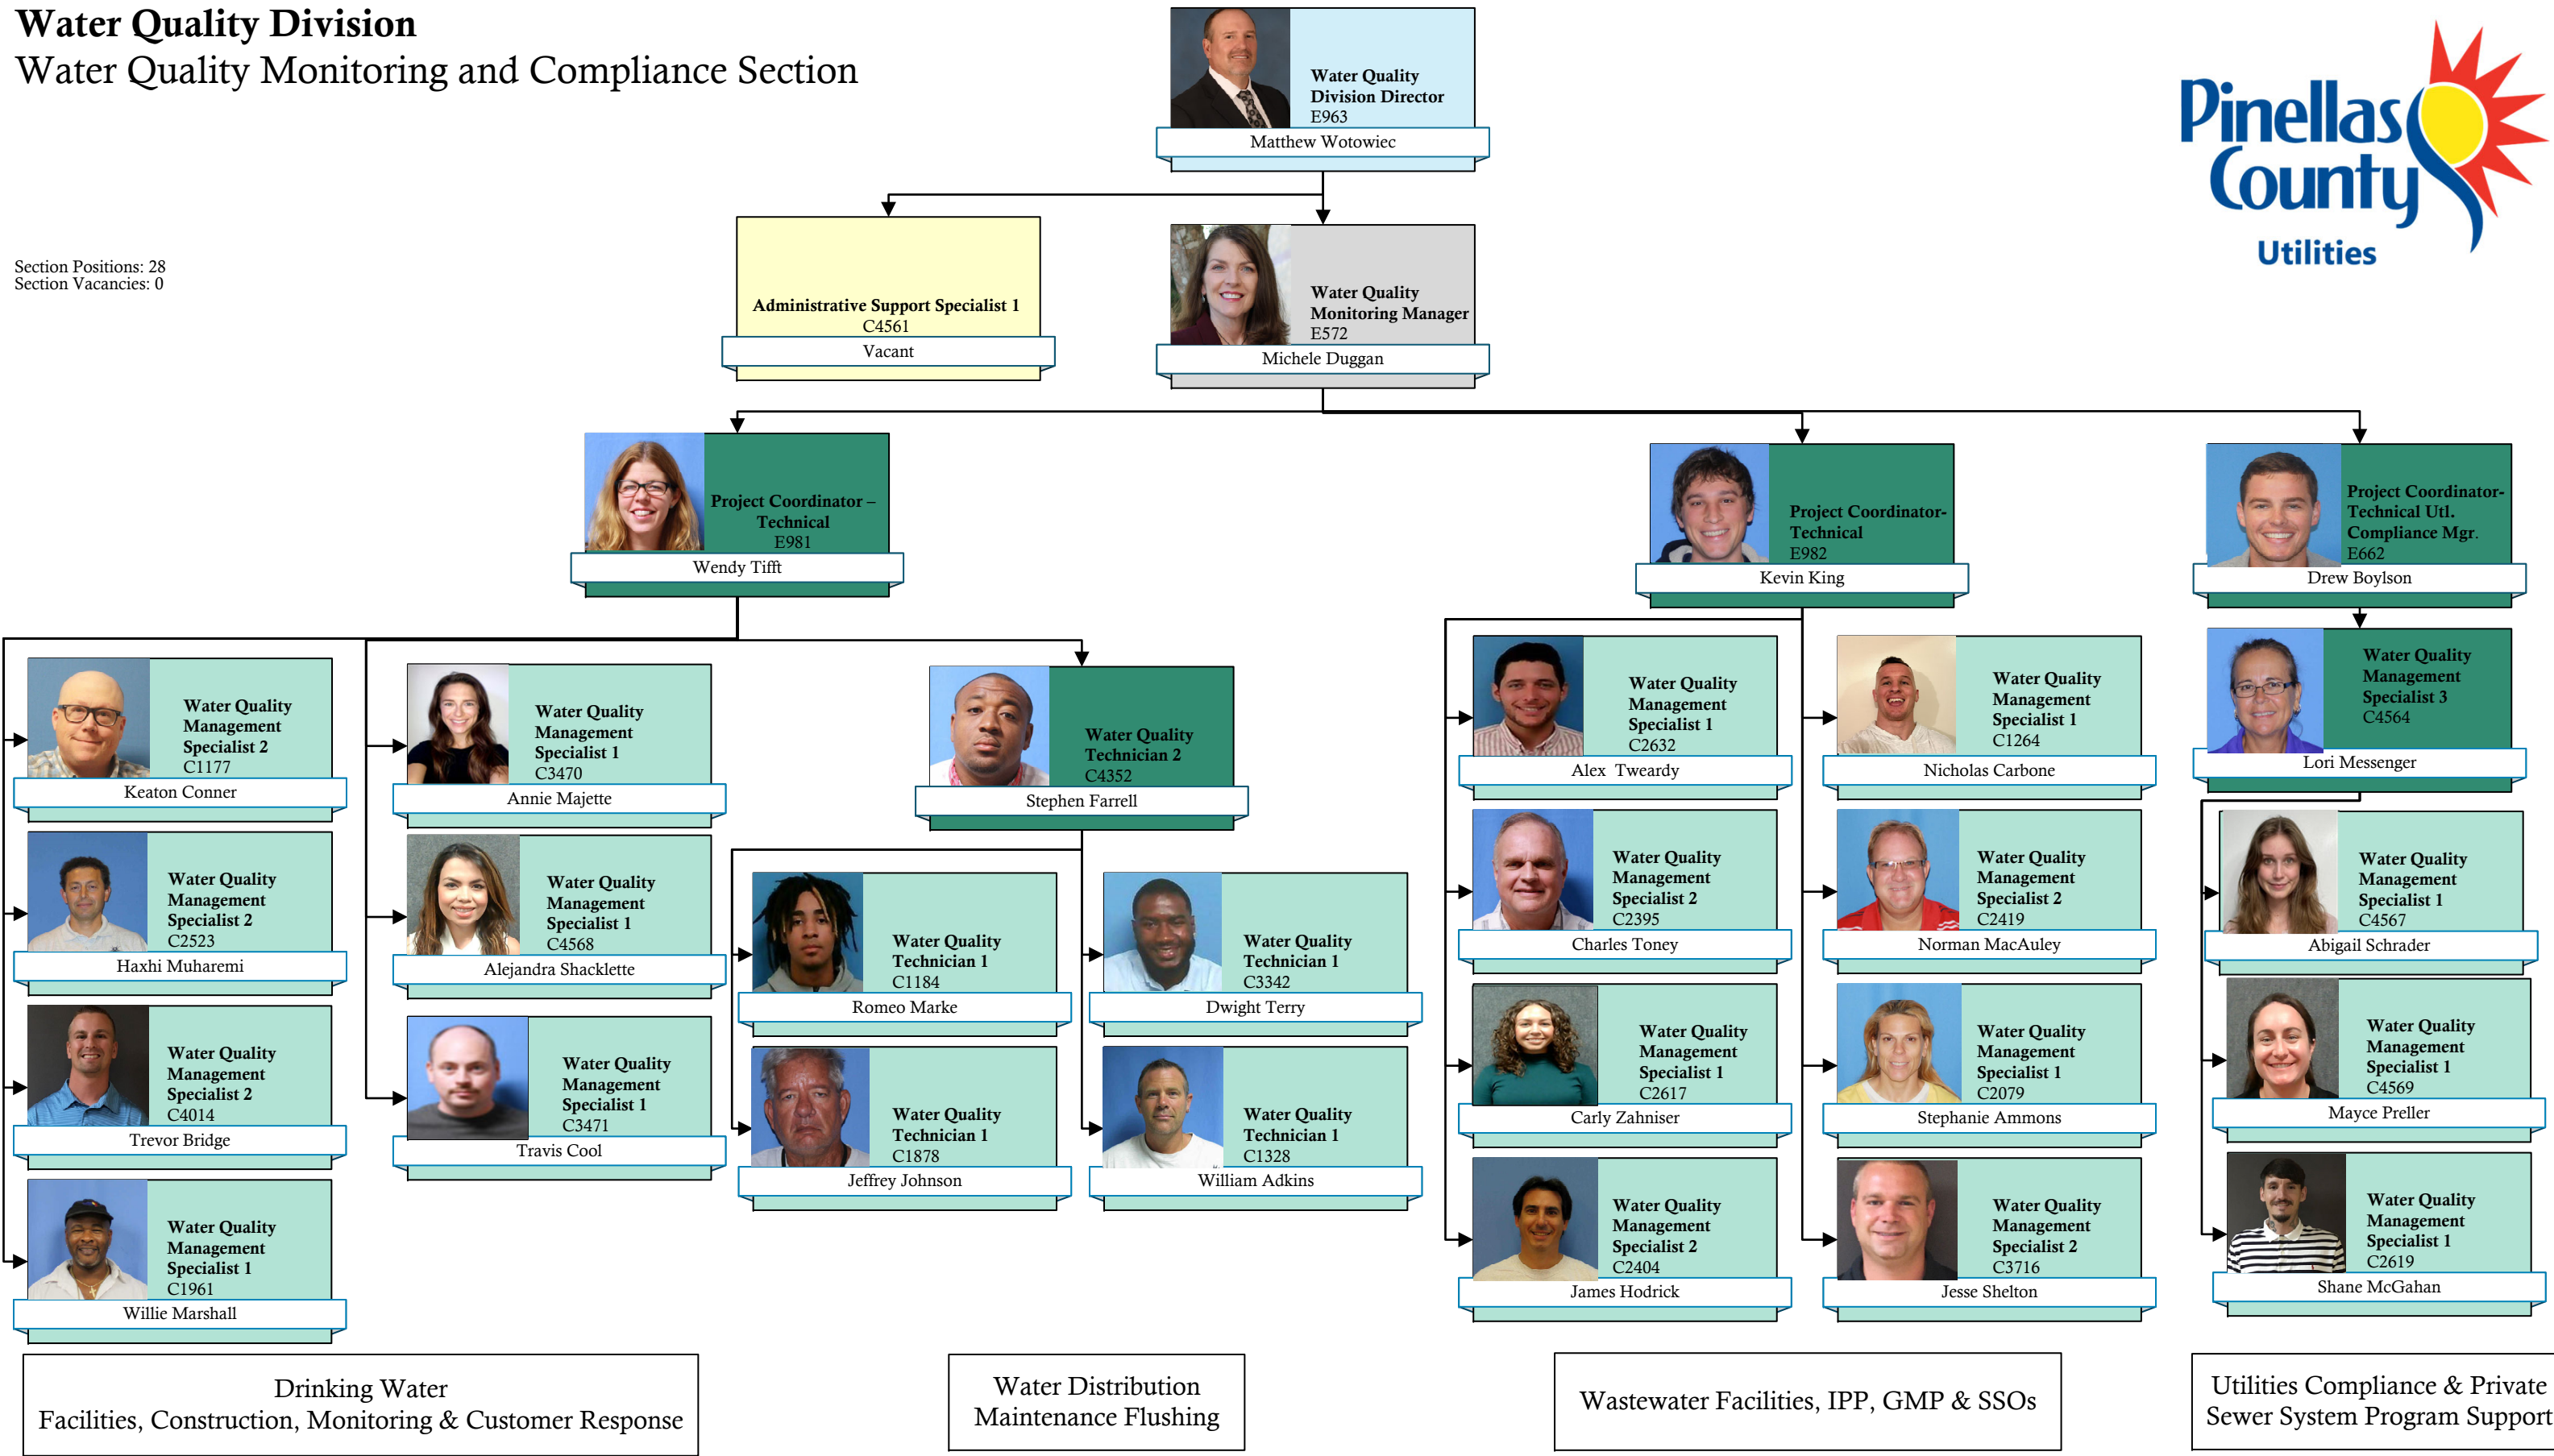 Water Quality Division
Water Quality Monitoring and Compliance Section
Section Positions: 28
Section Vacancies: 0
Pinellas
County
Utilities
Water Quality
Division Director
E963
Matthew Wotowiec
Administrative Support Specialist 1
C4561
Vacant
Water Quality
Monitoring Manager
E572
Michele Duggan
Project Coordinator –
Technical
E981
Wendy Tifft
Project Coordinator-
Technical
E982
Kevin King
Project Coordinator-
Technical Utl.
Compliance Mgr.
E662
Drew Boylson
Water Quality
Management
Specialist 2
C1177
Keaton Conner
Water Quality
Management
Specialist 2
C2523
Haxhi Muharemi
Water Quality
Management
Specialist 2
C4014
Trevor Bridge
Water Quality
Management
Specialist 1
C1961
Willie Marshall
Water Quality
Management
Specialist 1
C3470
Annie Majette
Water Quality
Management
Specialist 1
C4568
Alejandra Shacklette
Water Quality
Management
Specialist 1
C3471
Travis Cool
Water Quality
Technician 2
C4352
Stephen Farrell
Water Quality
Technician 1
C1184
Romeo Marke
Water Quality
Technician 1
C3342
Dwight Terry
Water Quality
Technician 1
C1878
Jeffrey Johnson
Water Quality
Technician 1
C1328
William Adkins
Water Quality
Management
Specialist 1
C2632
Alex  Tweardy
Water Quality
Management
Specialist 1
C1264
Nicholas Carbone
Water Quality
Management
Specialist 2
C2395
Charles Toney
Water Quality
Management
Specialist 2
C2419
Norman MacAuley
Water Quality
Management
Specialist 1
C2617
Carly Zahniser
Water Quality
Management
Specialist 1
C2079
Stephanie Ammons
Water Quality
Management
Specialist 2
C2404
James Hodrick
Water Quality
Management
Specialist 2
C3716
Jesse Shelton
Water Quality
Management
Specialist 3
C4564
Lori Messenger
Water Quality
Management
Specialist 1
C4567
Abigail Schrader
Water Quality
Management
Specialist 1
C4569
Mayce Preller
Water Quality
Management
Specialist 1
C2619
Shane McGahan
Drinking Water
Facilities, Construction, Monitoring & Customer Response
Water Distribution
Maintenance Flushing
Wastewater Facilities, IPP, GMP & SSOs
Utilities Compliance & Private
Sewer System Program Support